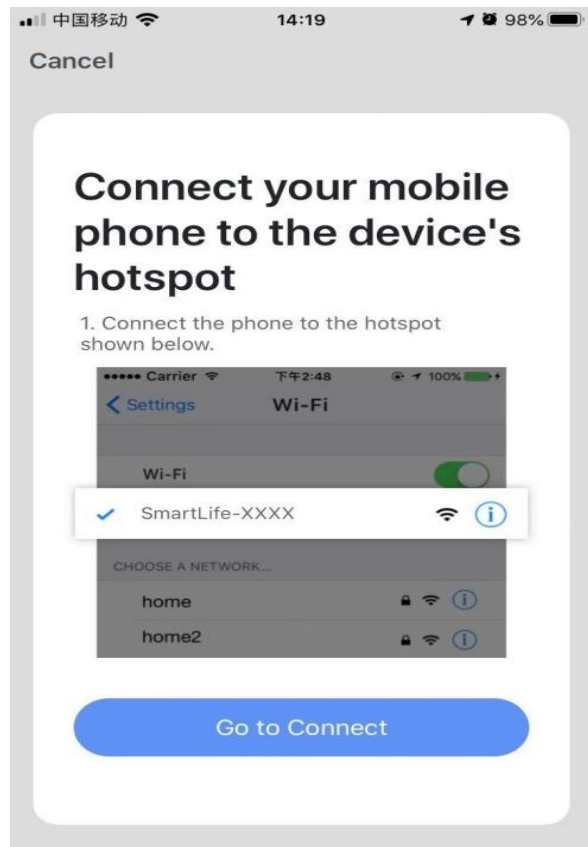 中国移动 14:19 98%
Cancel
Connect your mobile
phone to the device's
hotspot
1. Connect the phone to the hotspot
shown below.
Carrier 下午2:48 100%
Settings Wi-Fi
Wi-Fi
SmartLife-XXXX
CHOOSE A NETWORK...
home
home2
Go to Connect